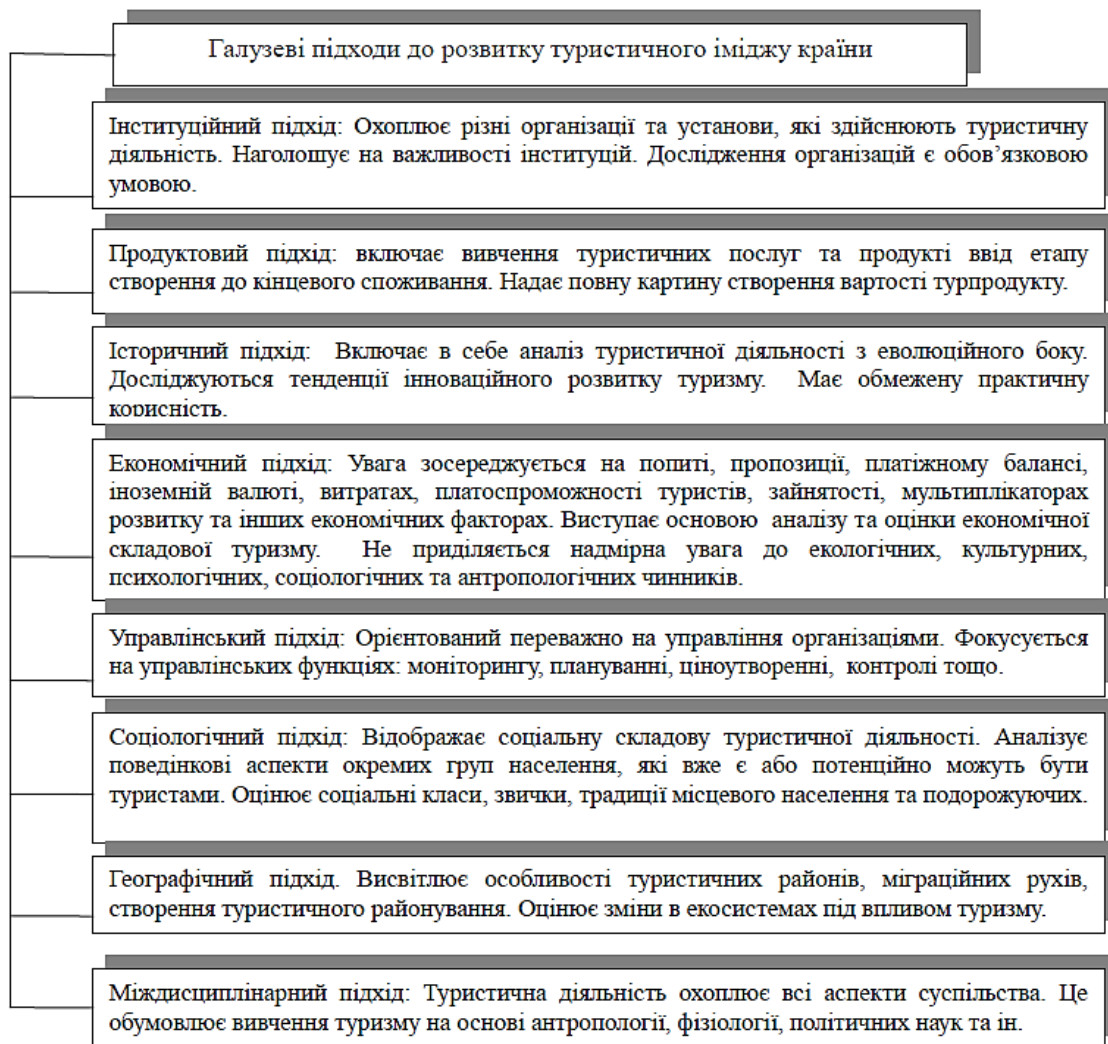 Галузеві підходи до розвитку туристичного іміджу країни
Інституційний підхід: Охоплює різні організації та установи, які здійснюють туристичну
діяльність. Наголошує на важливості інституцій. Дослідження організацій є обов’язковою
умовою.
Продуктовий підхід: включає вивчення туристичних послуг та продукті ввід етапу
створення до кінцевого споживання. Надає повну картину створення вартості турпродукту.
Історичний підхід: Включає в себе аналіз туристичної діяльності з еволюційного боку.
Досліджуються тенденції інноваційного розвитку туризму. Має обмежену практичну
корисність.
Економічний підхід: Увага зосереджується на попиті, пропозиції, платіжному балансі,
іноземній валюті, витратах, платоспроможності туристів, зайнятості, мультиплікаторах
розвитку та інших економічних факторах. Виступає основою аналізу та оцінки економічної
складової туризму. Не приділяється надмірна увага до екологічних, культурних,
психологічних, соціологічних та антропологічних чинників.
Управлінський підхід: Орієнтований переважно на управління організаціями. Фокусується
на управлінських функціях: моніторингу, плануванні, ціноутворенні, контролі тощо.
Соціологічний підхід: Відображає соціальну складову туристичної діяльності. Аналізує
поведінкові аспекти окремих груп населення, які вже є або потенційно можуть бути
туристами. Оцінює соціальні класи, звички, традиції місцевого населення та подорожуючих.
Географічний підхід. Висвітлює особливості туристичних районів, міграційних рухів,
створення туристичного районування. Оцінює зміни в екосистемах під впливом туризму.
Міждисциплінарний підхід: Туристична діяльність охоплює всі аспекти суспільства. Це
обумовлює вивчення туризму на основі антропології, фізіології, політичних наук та ін.